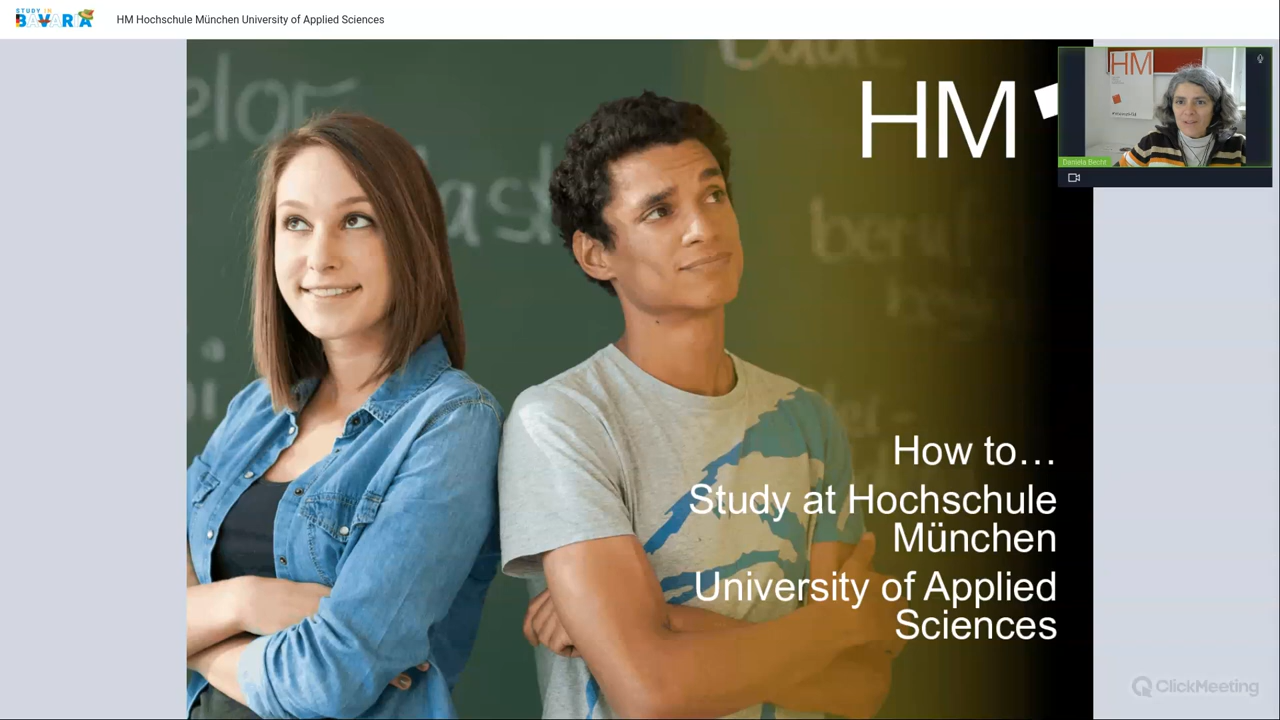 STUDY IN
BAVARIA
HM Hochschule München University of Applied Sciences
HM
HM
Daniela Becht
How to…
Study at Hochschule
München
University of Applied
Sciences
ClickMeeting